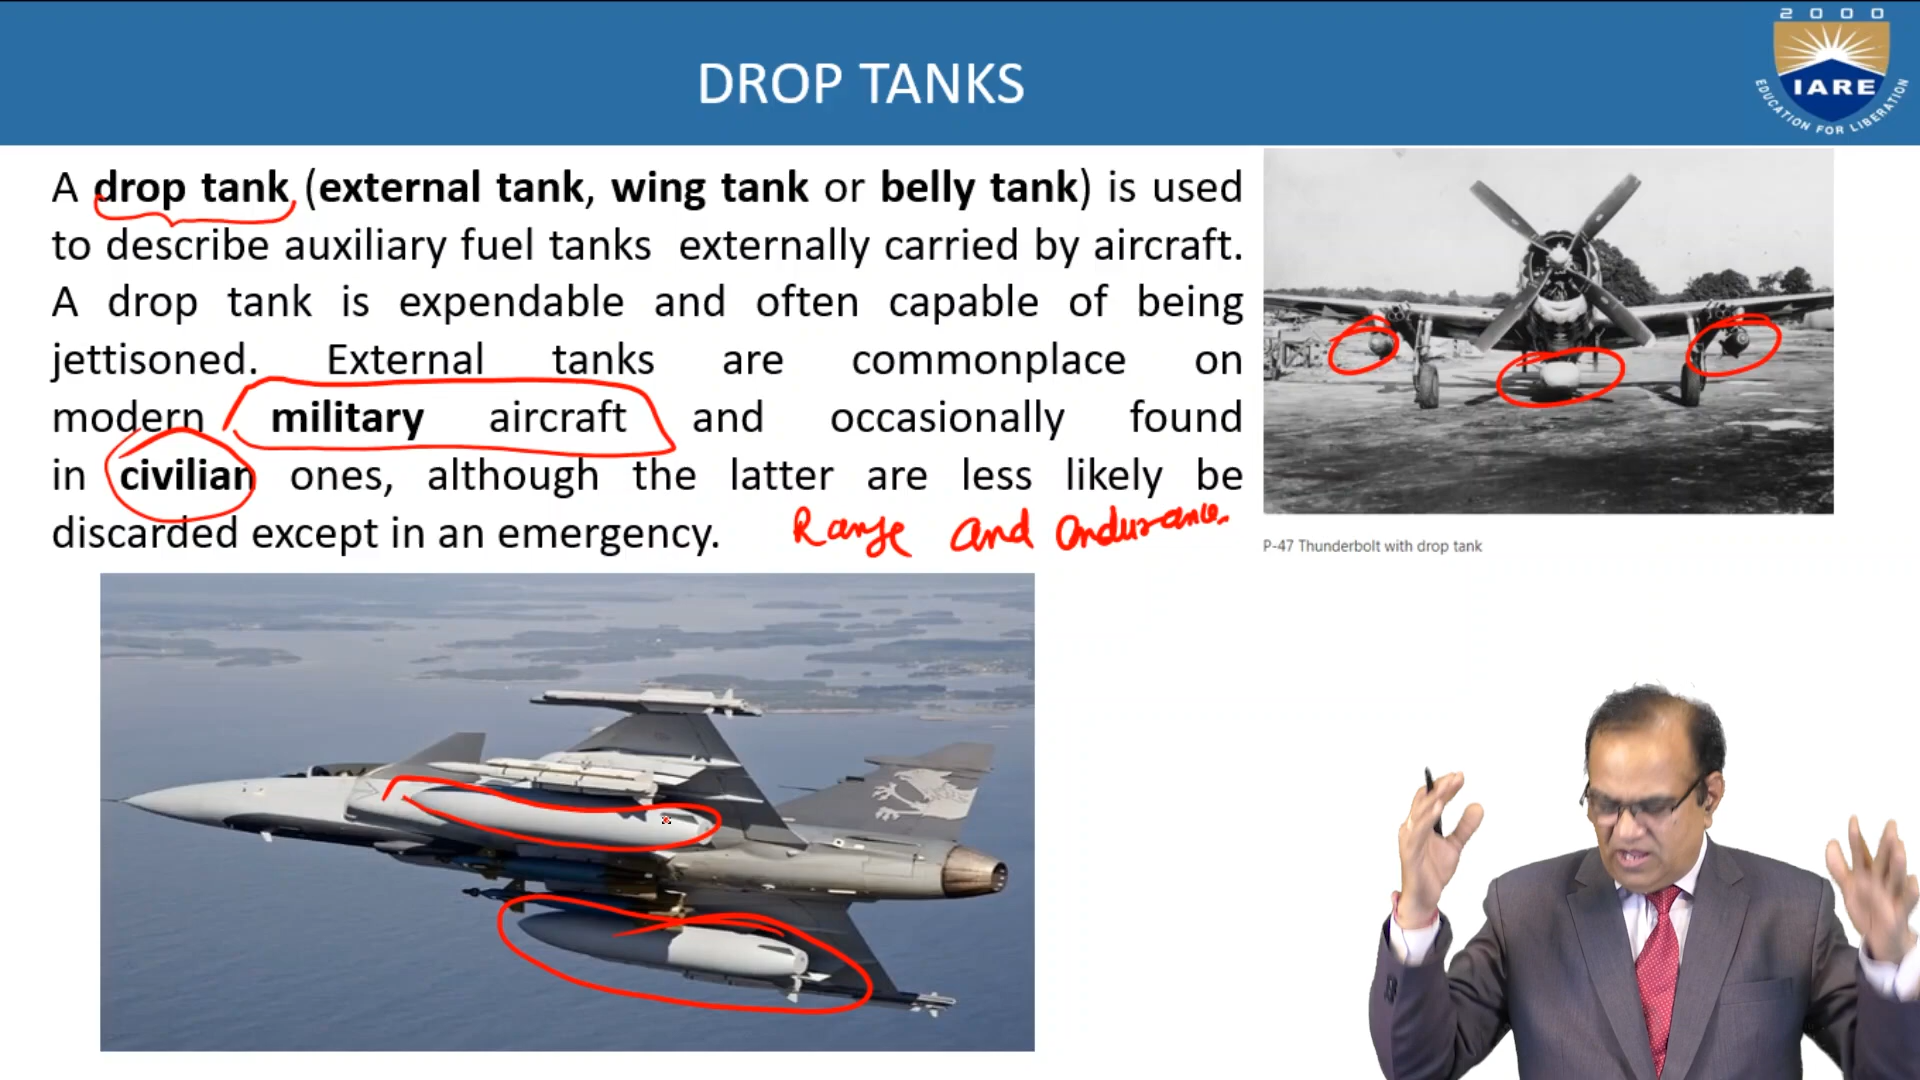 2000
IARE
EDUCATION FOR LIBERATION
DROP TANKS
A drop tank (external tank, wing tank or belly tank) is used
to describe auxiliary fuel tanks externally carried by aircraft.
A drop tank is expendable and often capable of being
jettisoned. External tanks are commonplace on
modern military aircraft and occasionally found
in civilian ones, although the latter are less likely be
discarded except in an emergency.
Range and endurance.
P-47 Thunderbolt with drop tank